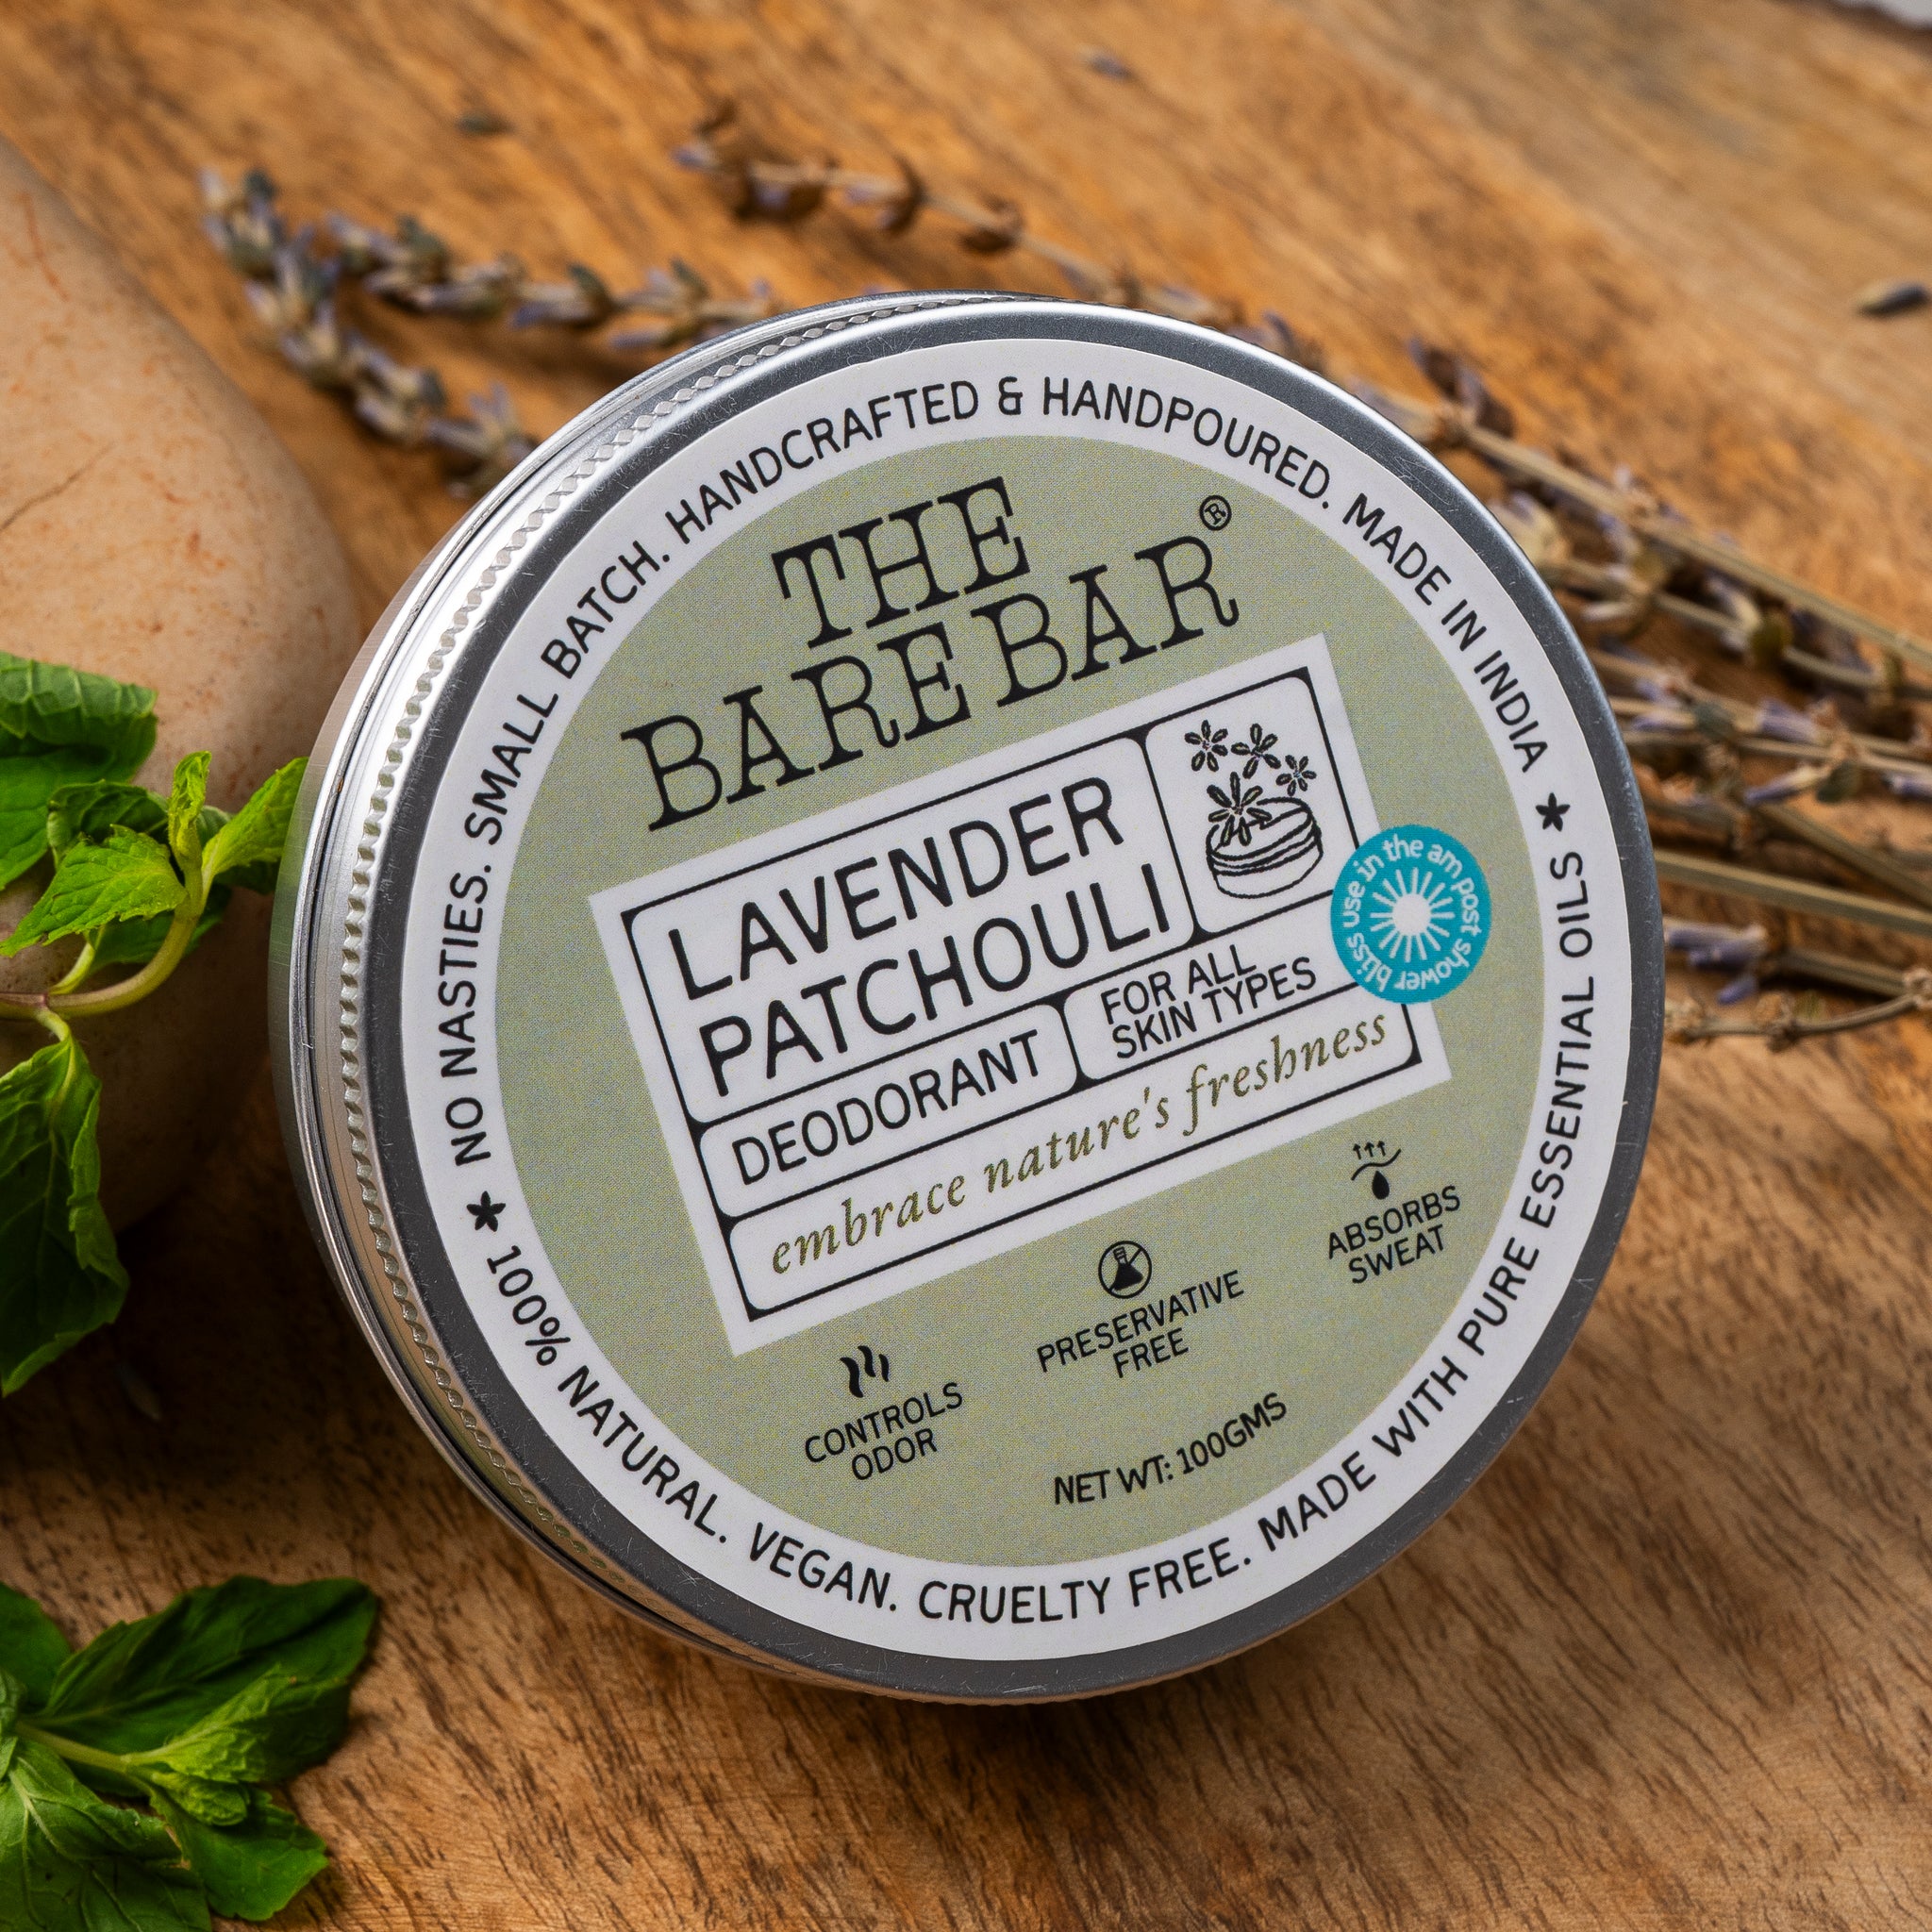 NO NASTIES. SMALL BATCH. HANDCRAFTED & HANDPOURED. MADE IN INDIA *
THE
BARE BAR®
LAVENDER
PATCHOULI
DEODORANT
FOR ALL
SKIN TYPES
embrace nature's freshness
use in the am post shower bliss
CONTROLS
ODOR
PRESERVATIVE
FREE
ABSORBS
SWEAT
NET WT: 100GMS
* 100% NATURAL. VEGAN. CRUELTY FREE. MADE WITH PURE ESSENTIAL OILS